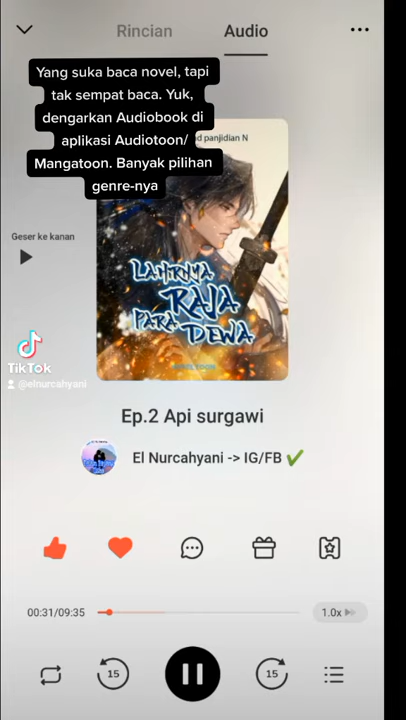 Rincian
Audio
Yang suka baca novel, tapi
tak sempat baca. Yuk,
dengarkan Audiobook di
aplikasi Audiotoon/
Mangatoon. Banyak pilihan
genre-nya
panjidian N
Geser ke kanan
LAHIRNYA
RAJA
PARA DEWA
TikTok
@elnurcahyani
Ep.2 Api surgawi
El Nurcahyani -> IG/FB ✔
00:31/09:35
1.0x
15
15